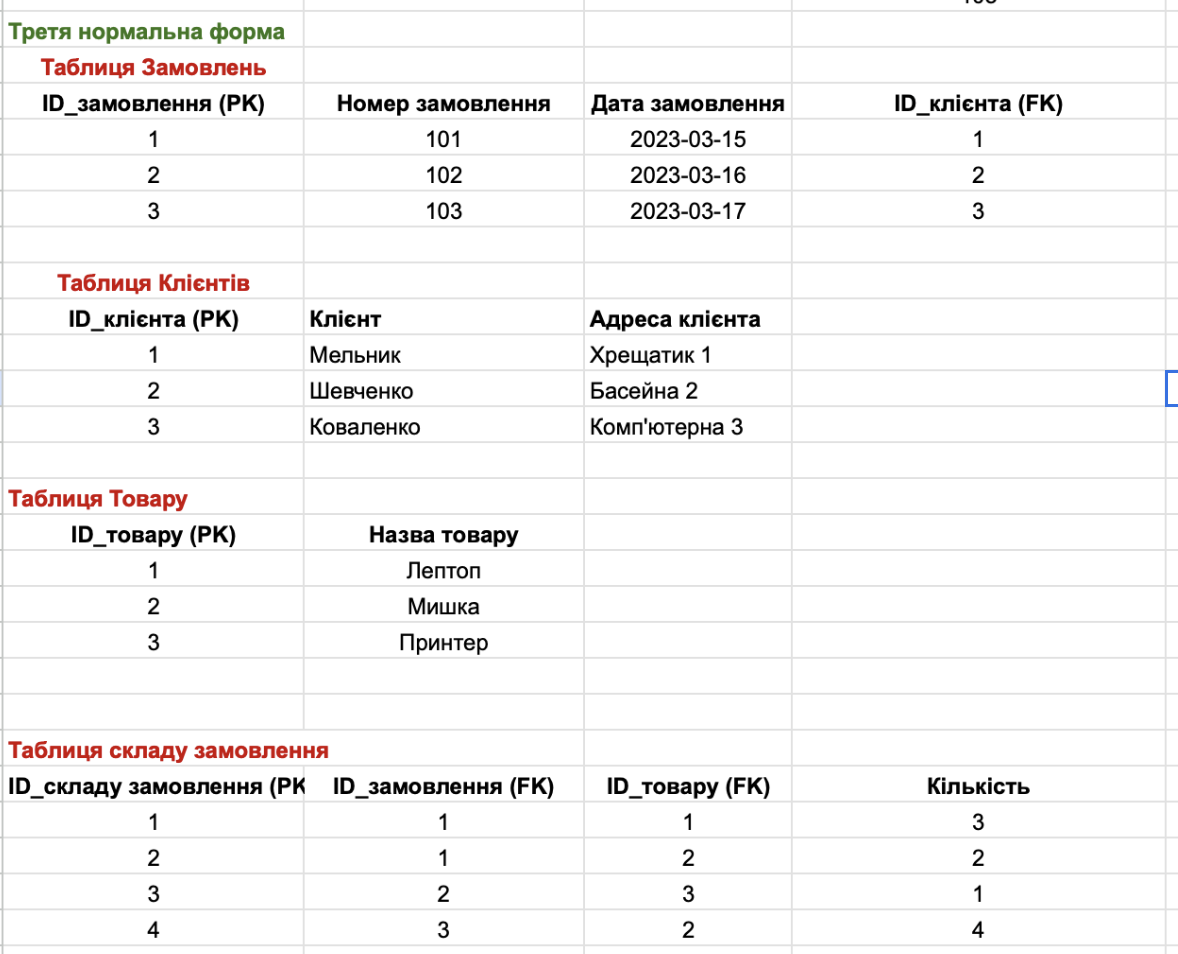 Третя нормальна форма
Таблиця Замовлень
ID_замовлення (PK) Номер замовлення Дата замовлення ID_клієнта (FK)
1 101 2023-03-15 1
2 102 2023-03-16 2
3 103 2023-03-17 3
Таблиця Клієнтів
ID_клієнта (PK) Клієнт Адреса клієнта
1 Мельник Хрещатик 1
2 Шевченко Басейна 2
3 Коваленко Комп'ютерна 3
Таблиця Товару
ID_товару (PK) Назва товару
1 Лептоп
2 Мишка
3 Принтер
Таблиця складу замовлення
ID_складу замовлення (PK ID_замовлення (FK) ID_товару (FK) Кількість
1 1 1 3
2 1 2 2
3 2 3 1
4 3 2 4